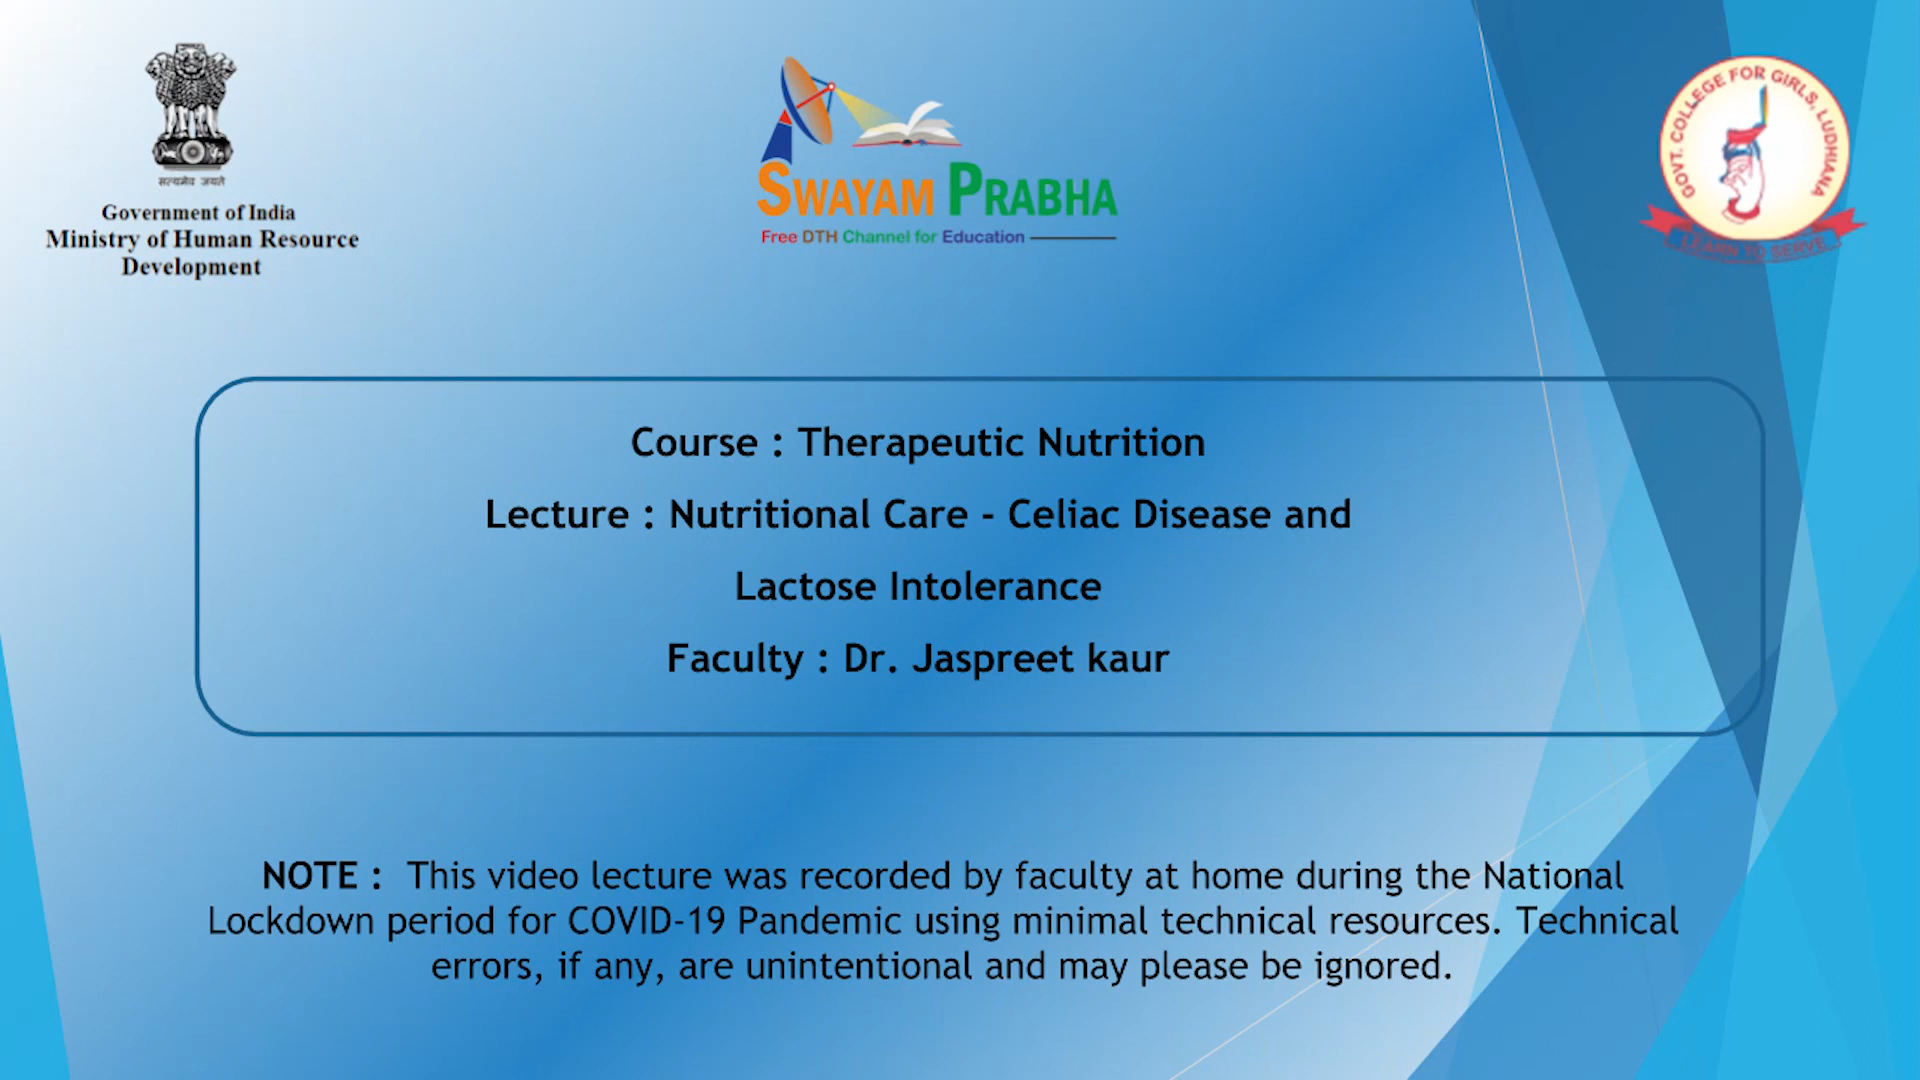 सत्यमेव जयते
Government of India
Ministry of Human Resource
Development
SWAYAM PRABHA
Free DTH Channel for Education
GOVT. COLLEGE FOR GIRLS, LUDHIANA
LEARN TO SERVE
Course : Therapeutic Nutrition
Lecture : Nutritional Care - Celiac Disease and
Lactose Intolerance
Faculty : Dr. Jaspreet kaur
NOTE : This video lecture was recorded by faculty at home during the National
Lockdown period for COVID-19 Pandemic using minimal technical resources. Technical
errors, if any, are unintentional and may please be ignored.